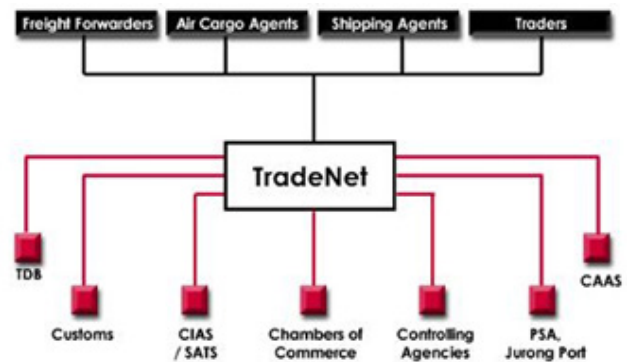 Freight Forwarders
Air Cargo Agents
Shipping Agents
Traders
TradeNet
TDB
CAAS
Customs
CIAS
/ SATS
Chambers of
Commerce
Controlling
Agencies
PSA,
Jurong Port